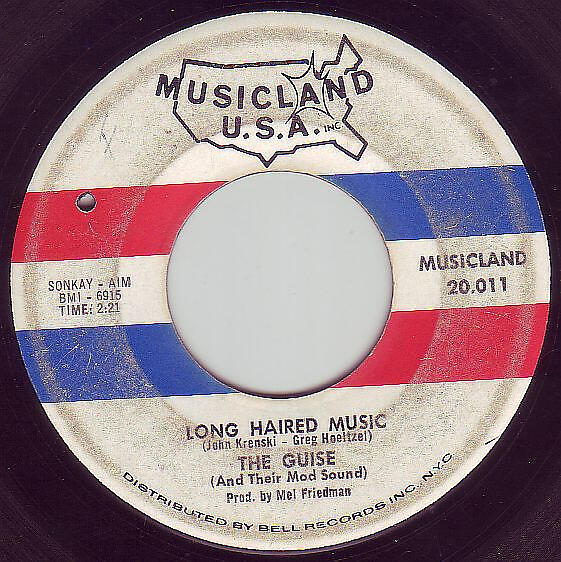 MUSICLAND
U.S.A. INC
SONKAY - AIM
BMI - 6915
TIME: 2:21
MUSICLAND
20.011
LONG HAIRED MUSIC
(John Krenski - Greg Hoeltzel)
THE GUISE
(And Their Mod Sound)
Prod. by Mel Friedman
DISTRIBUTED BY BELL RECORDS INC. N.Y.C.